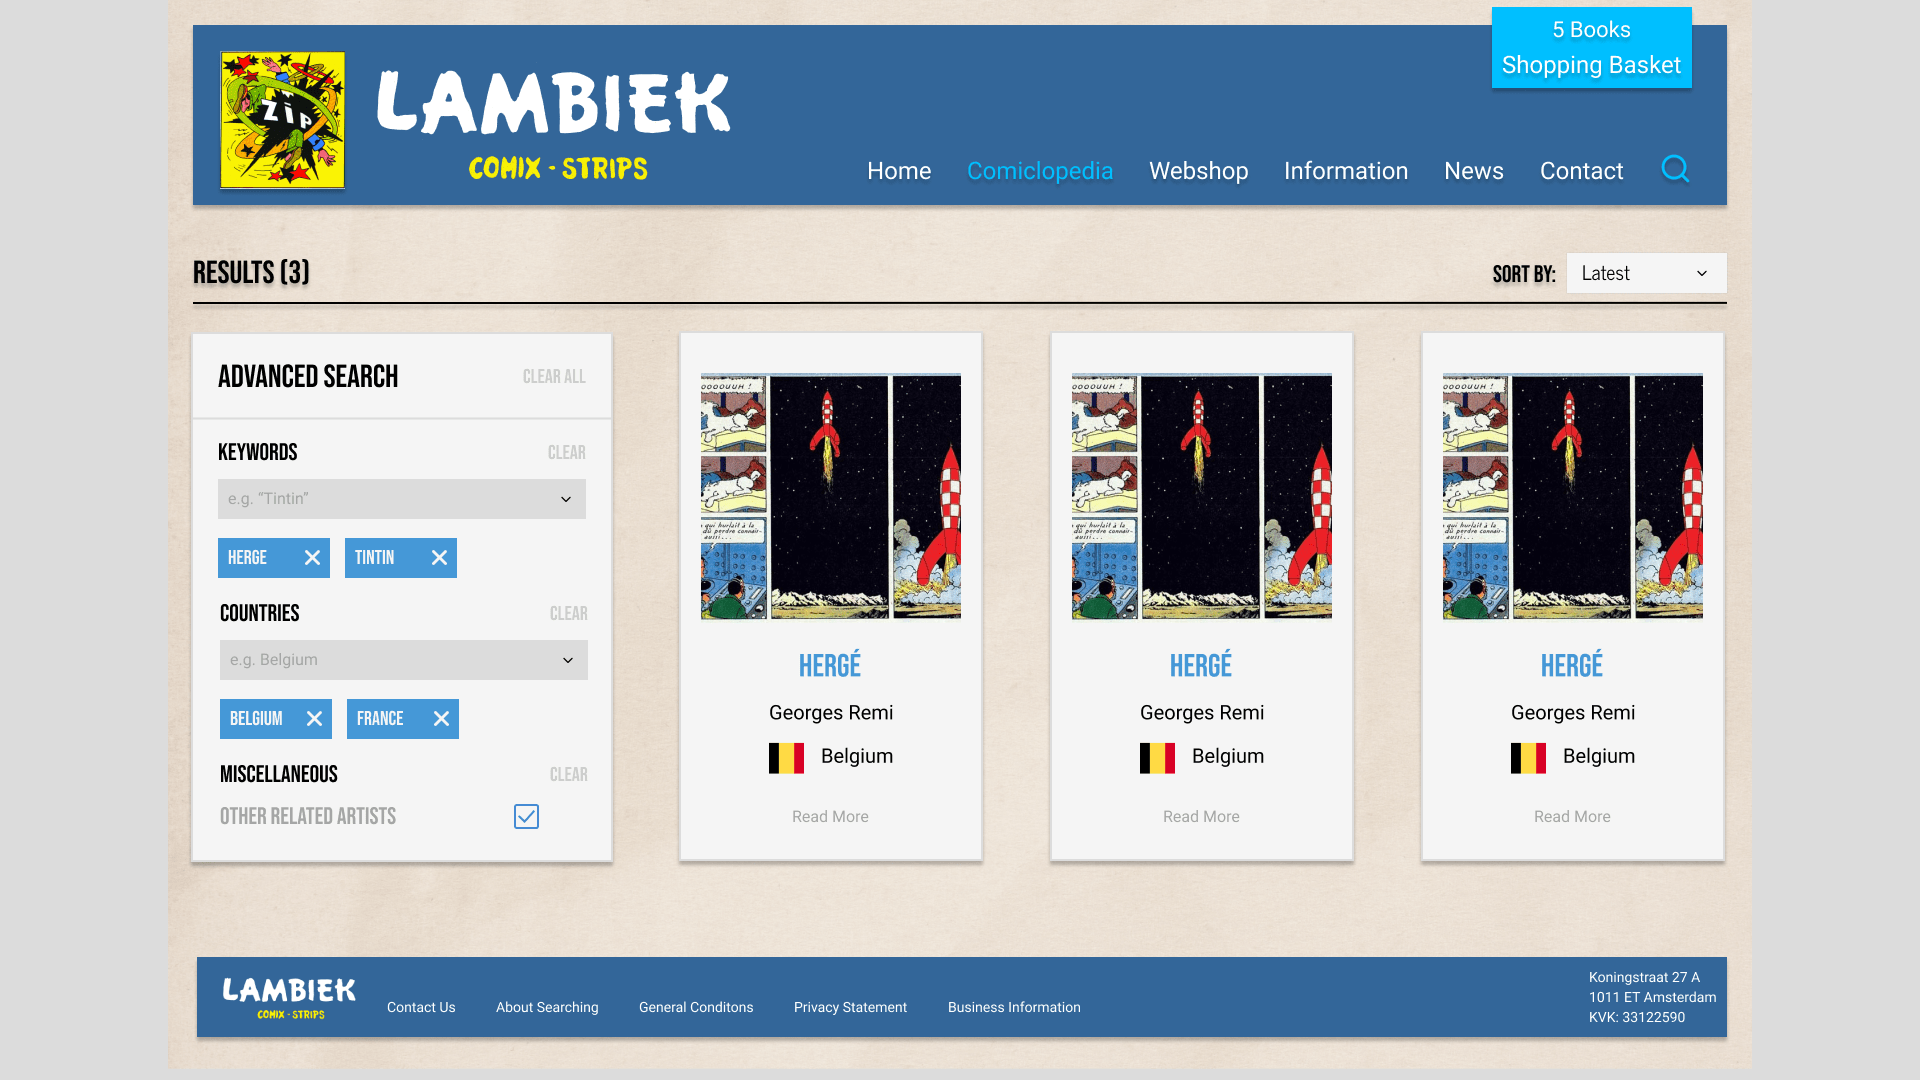 5 Books
Shopping Basket
ZIP
LAMBIEK
COMIX - STRIPS
Home Comiclopedia Webshop Information News Contact
RESULTS (3)
SORT BY: Latest
ADVANCED SEARCH CLEAR ALL
KEYWORDS CLEAR
e.g. “Tintin”
HERGE TINTIN
COUNTRIES CLEAR
e.g. Belgium
BELGIUM FRANCE
MISCELLANEOUS CLEAR
OTHER RELATED ARTISTS
OOOOUUH !
qui hurlait à la
dû perdre connais-
aussi...
HERGÉ
Georges Remi
Belgium
Read More
OOOOUUH !
qui hurlait à la
dû perdre connais-
aussi...
HERGÉ
Georges Remi
Belgium
Read More
OOOOUUH !
qui hurlait à la
dû perdre connais-
aussi...
HERGÉ
Georges Remi
Belgium
Read More
LAMBIEK
COMIX - STRIPS
Contact Us About Searching General Conditons Privacy Statement Business Information
Koningstraat 27 A
1011 ET Amsterdam
KVK: 33122590